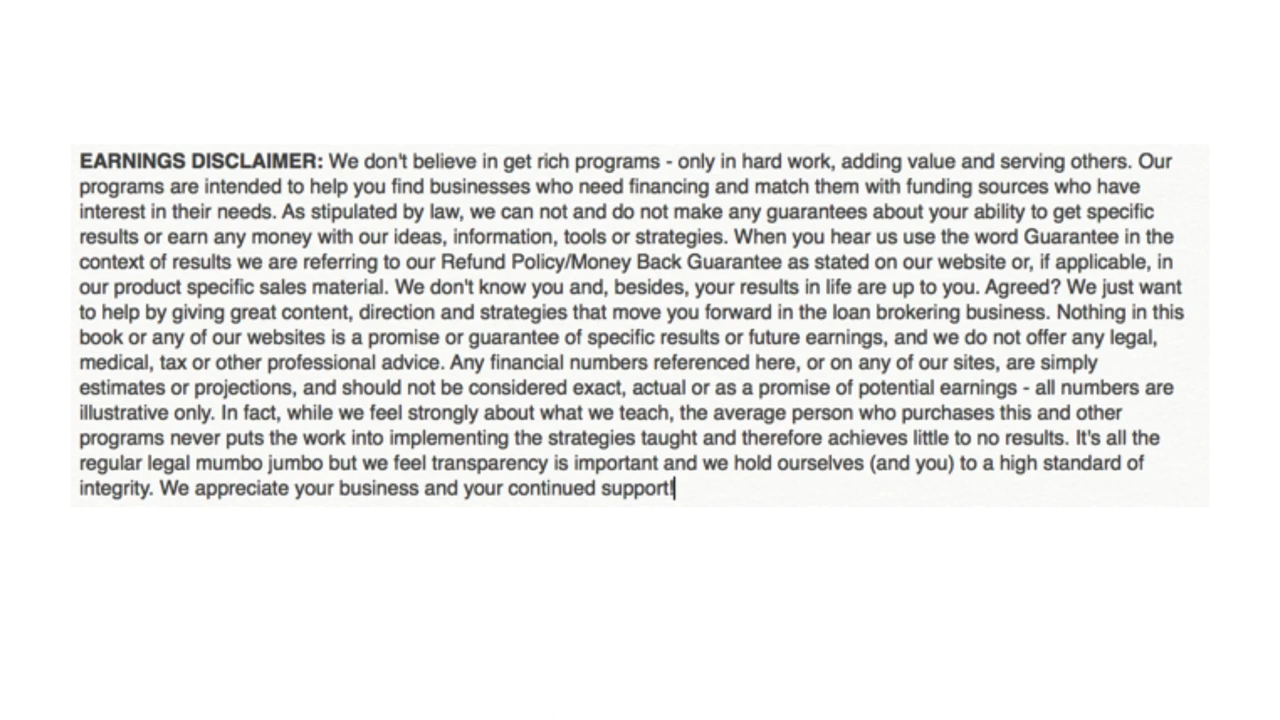 EARNINGS DISCLAIMER: We don't believe in get rich programs - only in hard work, adding value and serving others. Our
programs are intended to help you find businesses who need financing and match them with funding sources who have
interest in their needs. As stipulated by law, we can not and do not make any guarantees about your ability to get specific
results or earn any money with our ideas, information, tools or strategies. When you hear us use the word Guarantee in the
context of results we are referring to our Refund Policy/Money Back Guarantee as stated on our website or, if applicable, in
our product specific sales material. We don't know you and, besides, your results in life are up to you. Agreed? We just want
to help by giving great content, direction and strategies that move you forward in the loan brokering business. Nothing in this
book or any of our websites is a promise or guarantee of specific results or future earnings, and we do not offer any legal,
medical, tax or other professional advice. Any financial numbers referenced here, or on any of our sites, are simply
estimates or projections, and should not be considered exact, actual or as a promise of potential earnings - all numbers are
illustrative only. In fact, while we feel strongly about what we teach, the average person who purchases this and other
programs never puts the work into implementing the strategies taught and therefore achieves little to no results. It's all the
regular legal mumbo jumbo but we feel transparency is important and we hold ourselves (and you) to a high standard of
integrity. We appreciate your business and your continued support!